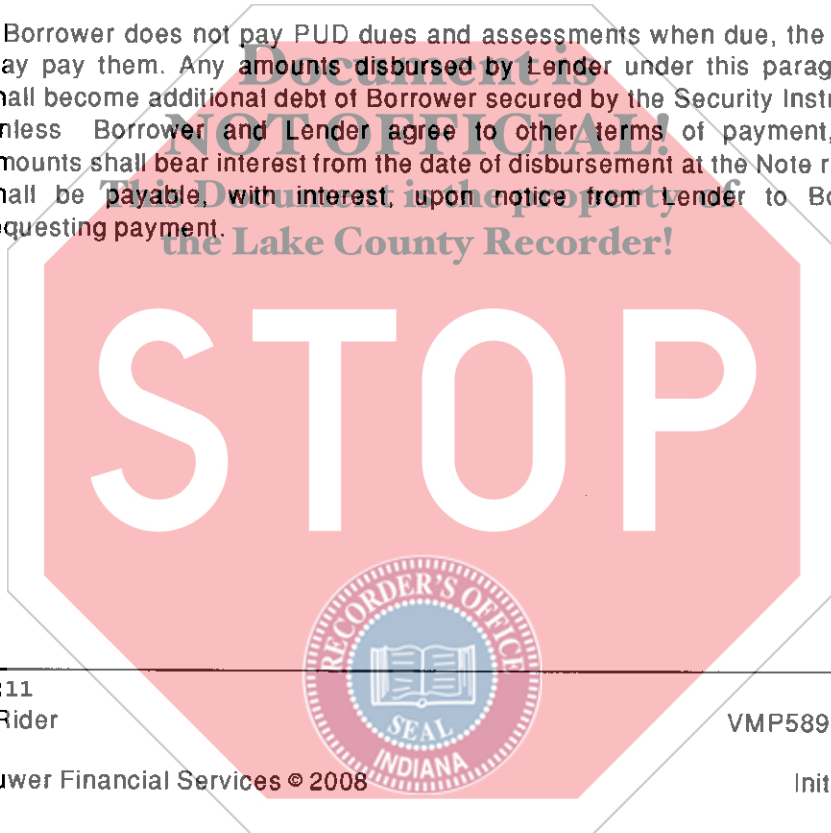 Borrower does not pay PUD dues and assessments when due, the
ay pay them. Any amounts disbursed by Lender under this parag
hall become additional debt of Borrower secured by the Security Instr
nless Borrower and Lender agree to other terms of payment,
mounts shall bear interest from the date of disbursement at the Note r
hall be payable, with interest, upon notice from Lender to Bo
questing payment.
Document is
NOT OFFICIAL!
This Document is the property of
the Lake County Recorder!
STOP
RECORDER'S OFFICE
SEAL
INDIANA
:11
Rider
VMP589
uwer Financial Services © 2008
Init